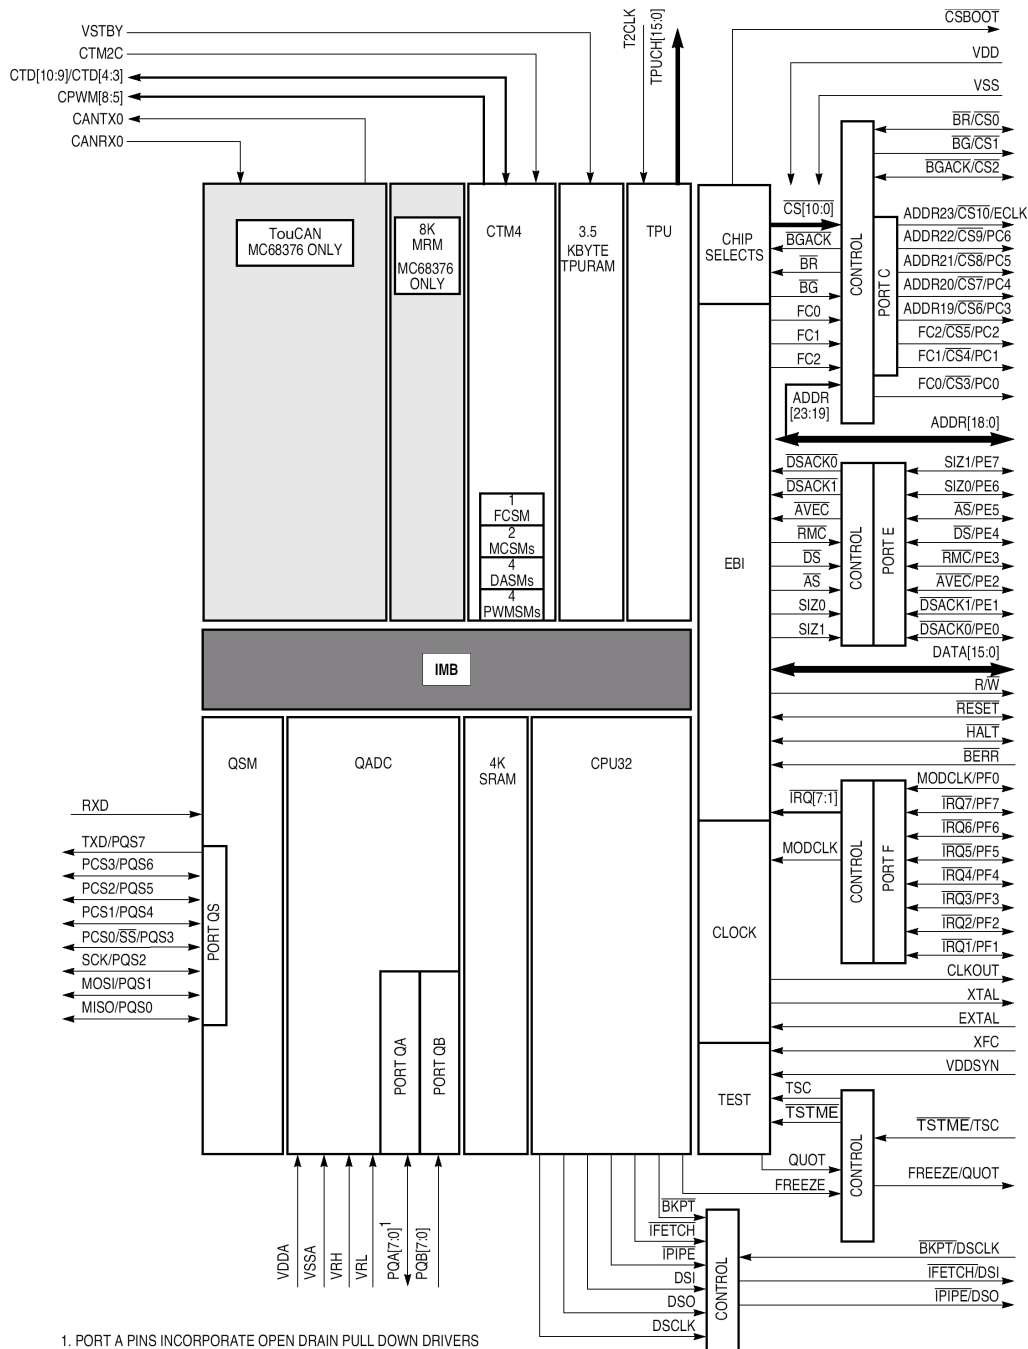 VSTBY
CTM2C
CTD[10:9]/CTD[4:3]
CPWM[8:5]
CANTX0
CANRX0
T2CLK
TPUCH[15:0]
CSBOOT
VDD
VSS
BR/CS0
BG/CS1
BGACK/CS2
ADDR23/CS10/ECLK
ADDR22/CS9/PC6
ADDR21/CS8/PC5
ADDR20/CS7/PC4
ADDR19/CS6/PC3
FC2/CS5/PC2
FC1/CS4/PC1
FC0/CS3/PC0
ADDR[18:0]
CONTROL
PORT C
CS[10:0]
BGACK
BR
BG
FC0
FC1
FC2
ADDR
[23:19]
TouCAN
MC68376 ONLY
8K
MRM
MC68376
ONLY
CTM4
3.5
KBYTE
TPURAM
TPU
CHIP
SELECTS
1
FCSM
2
MCSMs
4
DASMs
4
PWMSMs
EBI
DSACK0
DSACK1
AVEC
RMC
DS
AS
SIZ0
SIZ1
CONTROL
PORT E
SIZ1/PE7
SIZ0/PE6
AS/PE5
DS/PE4
RMC/PE3
AVEC/PE2
DSACK1/PE1
DSACK0/PE0
DATA[15:0]
R/W
RESET
HALT
BERR
IMB
QSM
QADC
4K
SRAM
CPU32
IRQ[7:1]
MODCLK
CONTROL
PORT F
MODCLK/PF0
IRQ7/PF7
IRQ6/PF6
IRQ5/PF5
IRQ4/PF4
IRQ3/PF3
IRQ2/PF2
IRQ1/PF1
CLOCK
CLKOUT
XTAL
EXTAL
XFC
VDDSYN
RXD
TXD/PQS7
PCS3/PQS6
PCS2/PQS5
PCS1/PQS4
PCS0/SS/PQS3
SCK/PQS2
MOSI/PQS1
MISO/PQS0
PORT QS
PORT QA
PORT QB
TEST
TSC
TSTME
QUOT
FREEZE
CONTROL
TSTME/TSC
FREEZE/QUOT
VDDA
VSSA
VRH
VRL
PQA[7:0]1
PQB[7:0]
BKPT
IFETCH
IPIPE
DSI
DSO
DSCLK
CONTROL
BKPT/DSCLK
IFETCH/DSI
IPIPE/DSO
1. PORT A PINS INCORPORATE OPEN DRAIN PULL DOWN DRIVERS